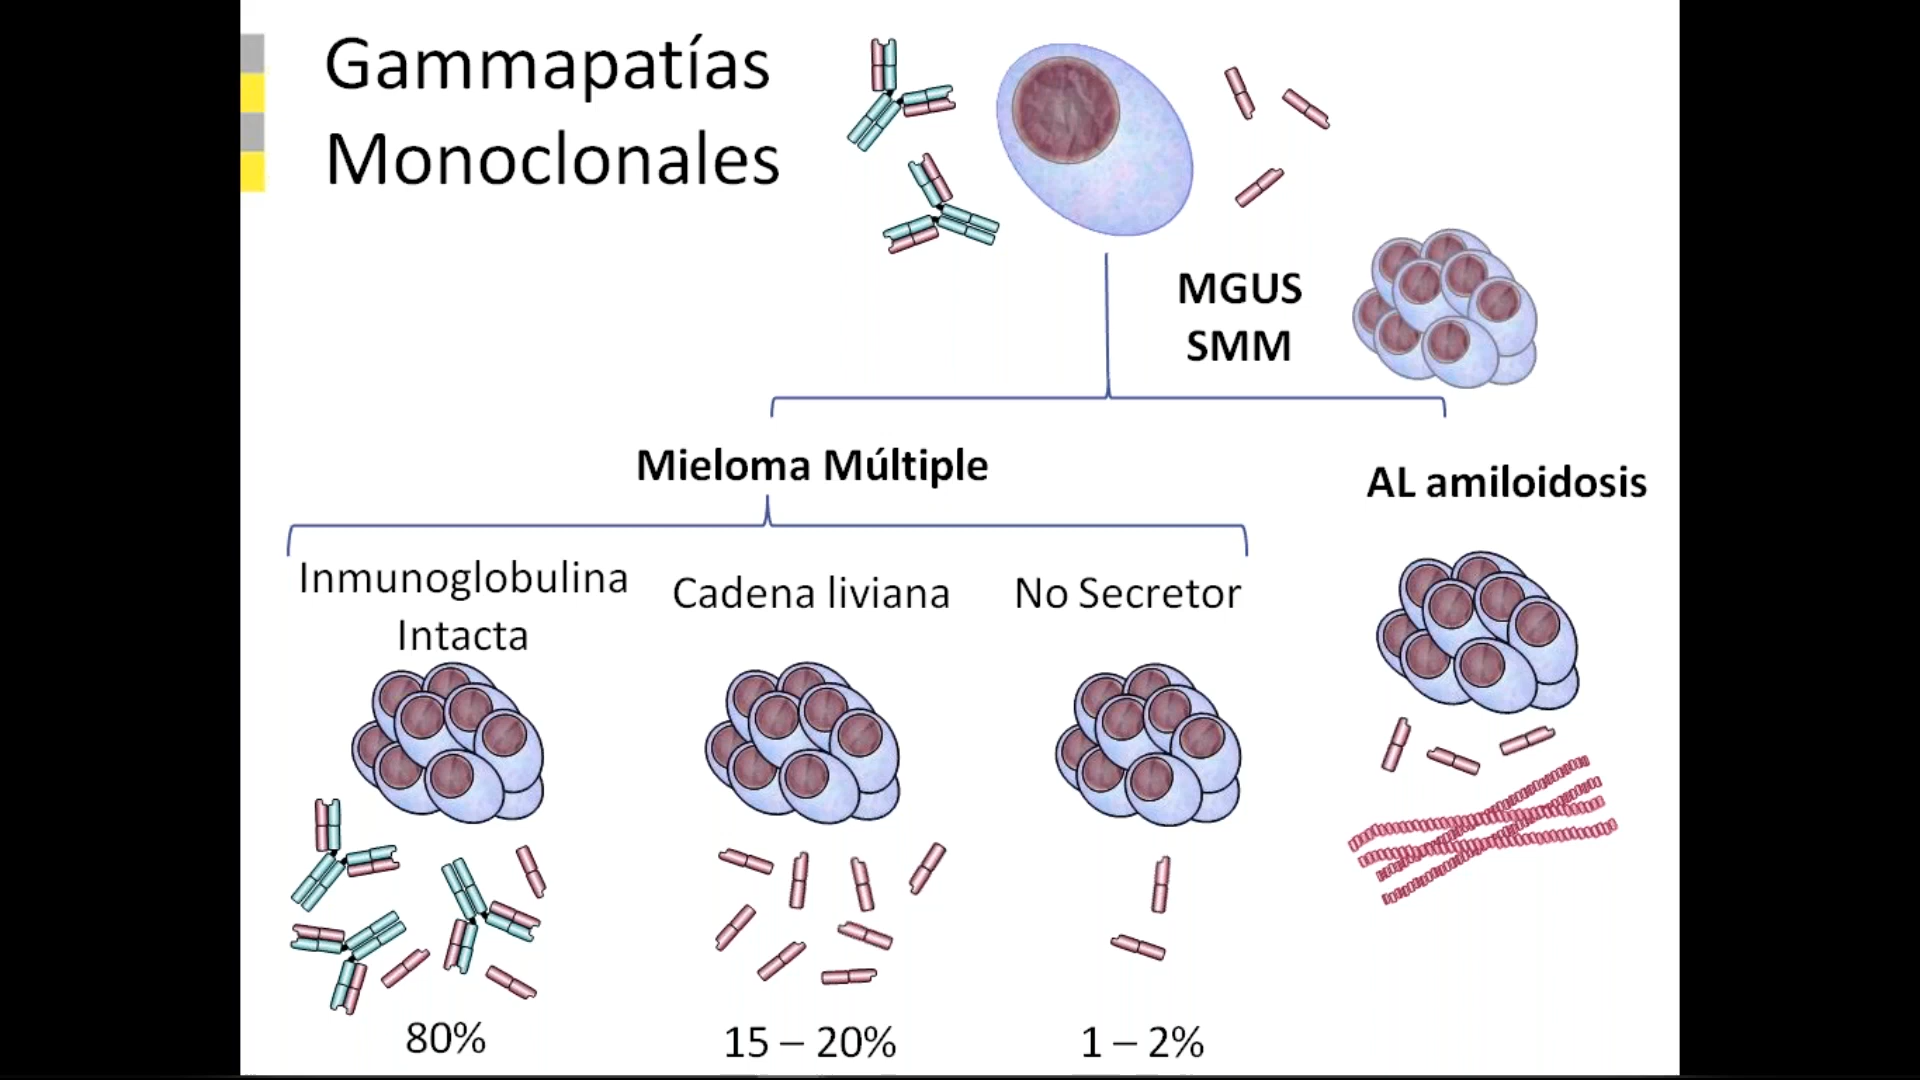 Gammapatías
Monoclonales
MGUS
SMM
Mieloma Múltiple
AL amiloidosis
Inmunoglobulina
Intacta
Cadena liviana
No Secretor
80%
15 – 20%
1 – 2%